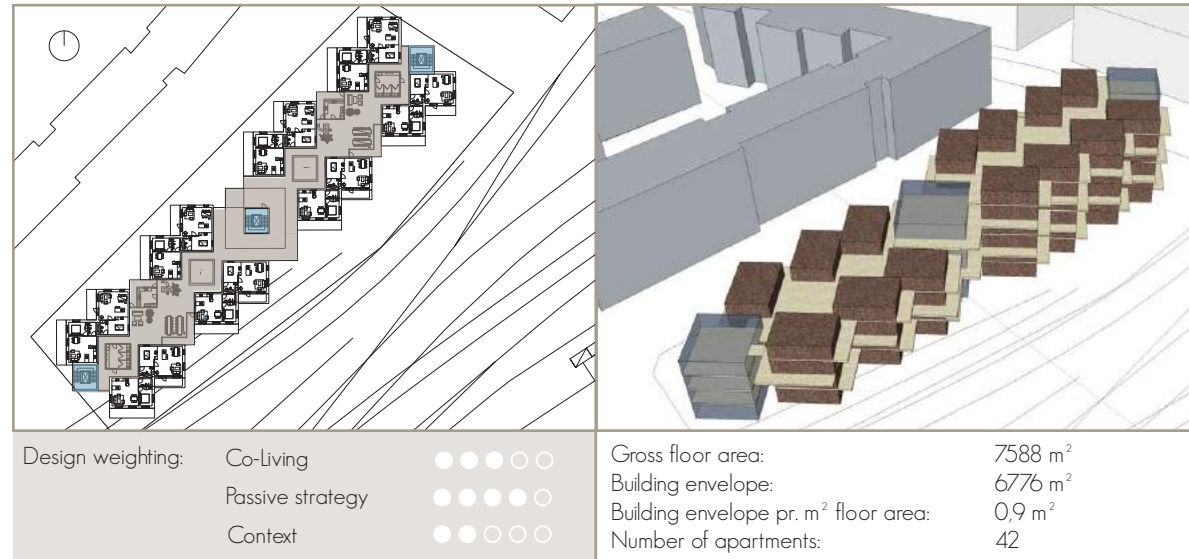 Design weighting:
Co-Living
Passive strategy
Context
Gross floor area: 7588 m²
Building envelope: 6776 m²
Building envelope pr. m² floor area: 0,9 m²
Number of apartments: 42